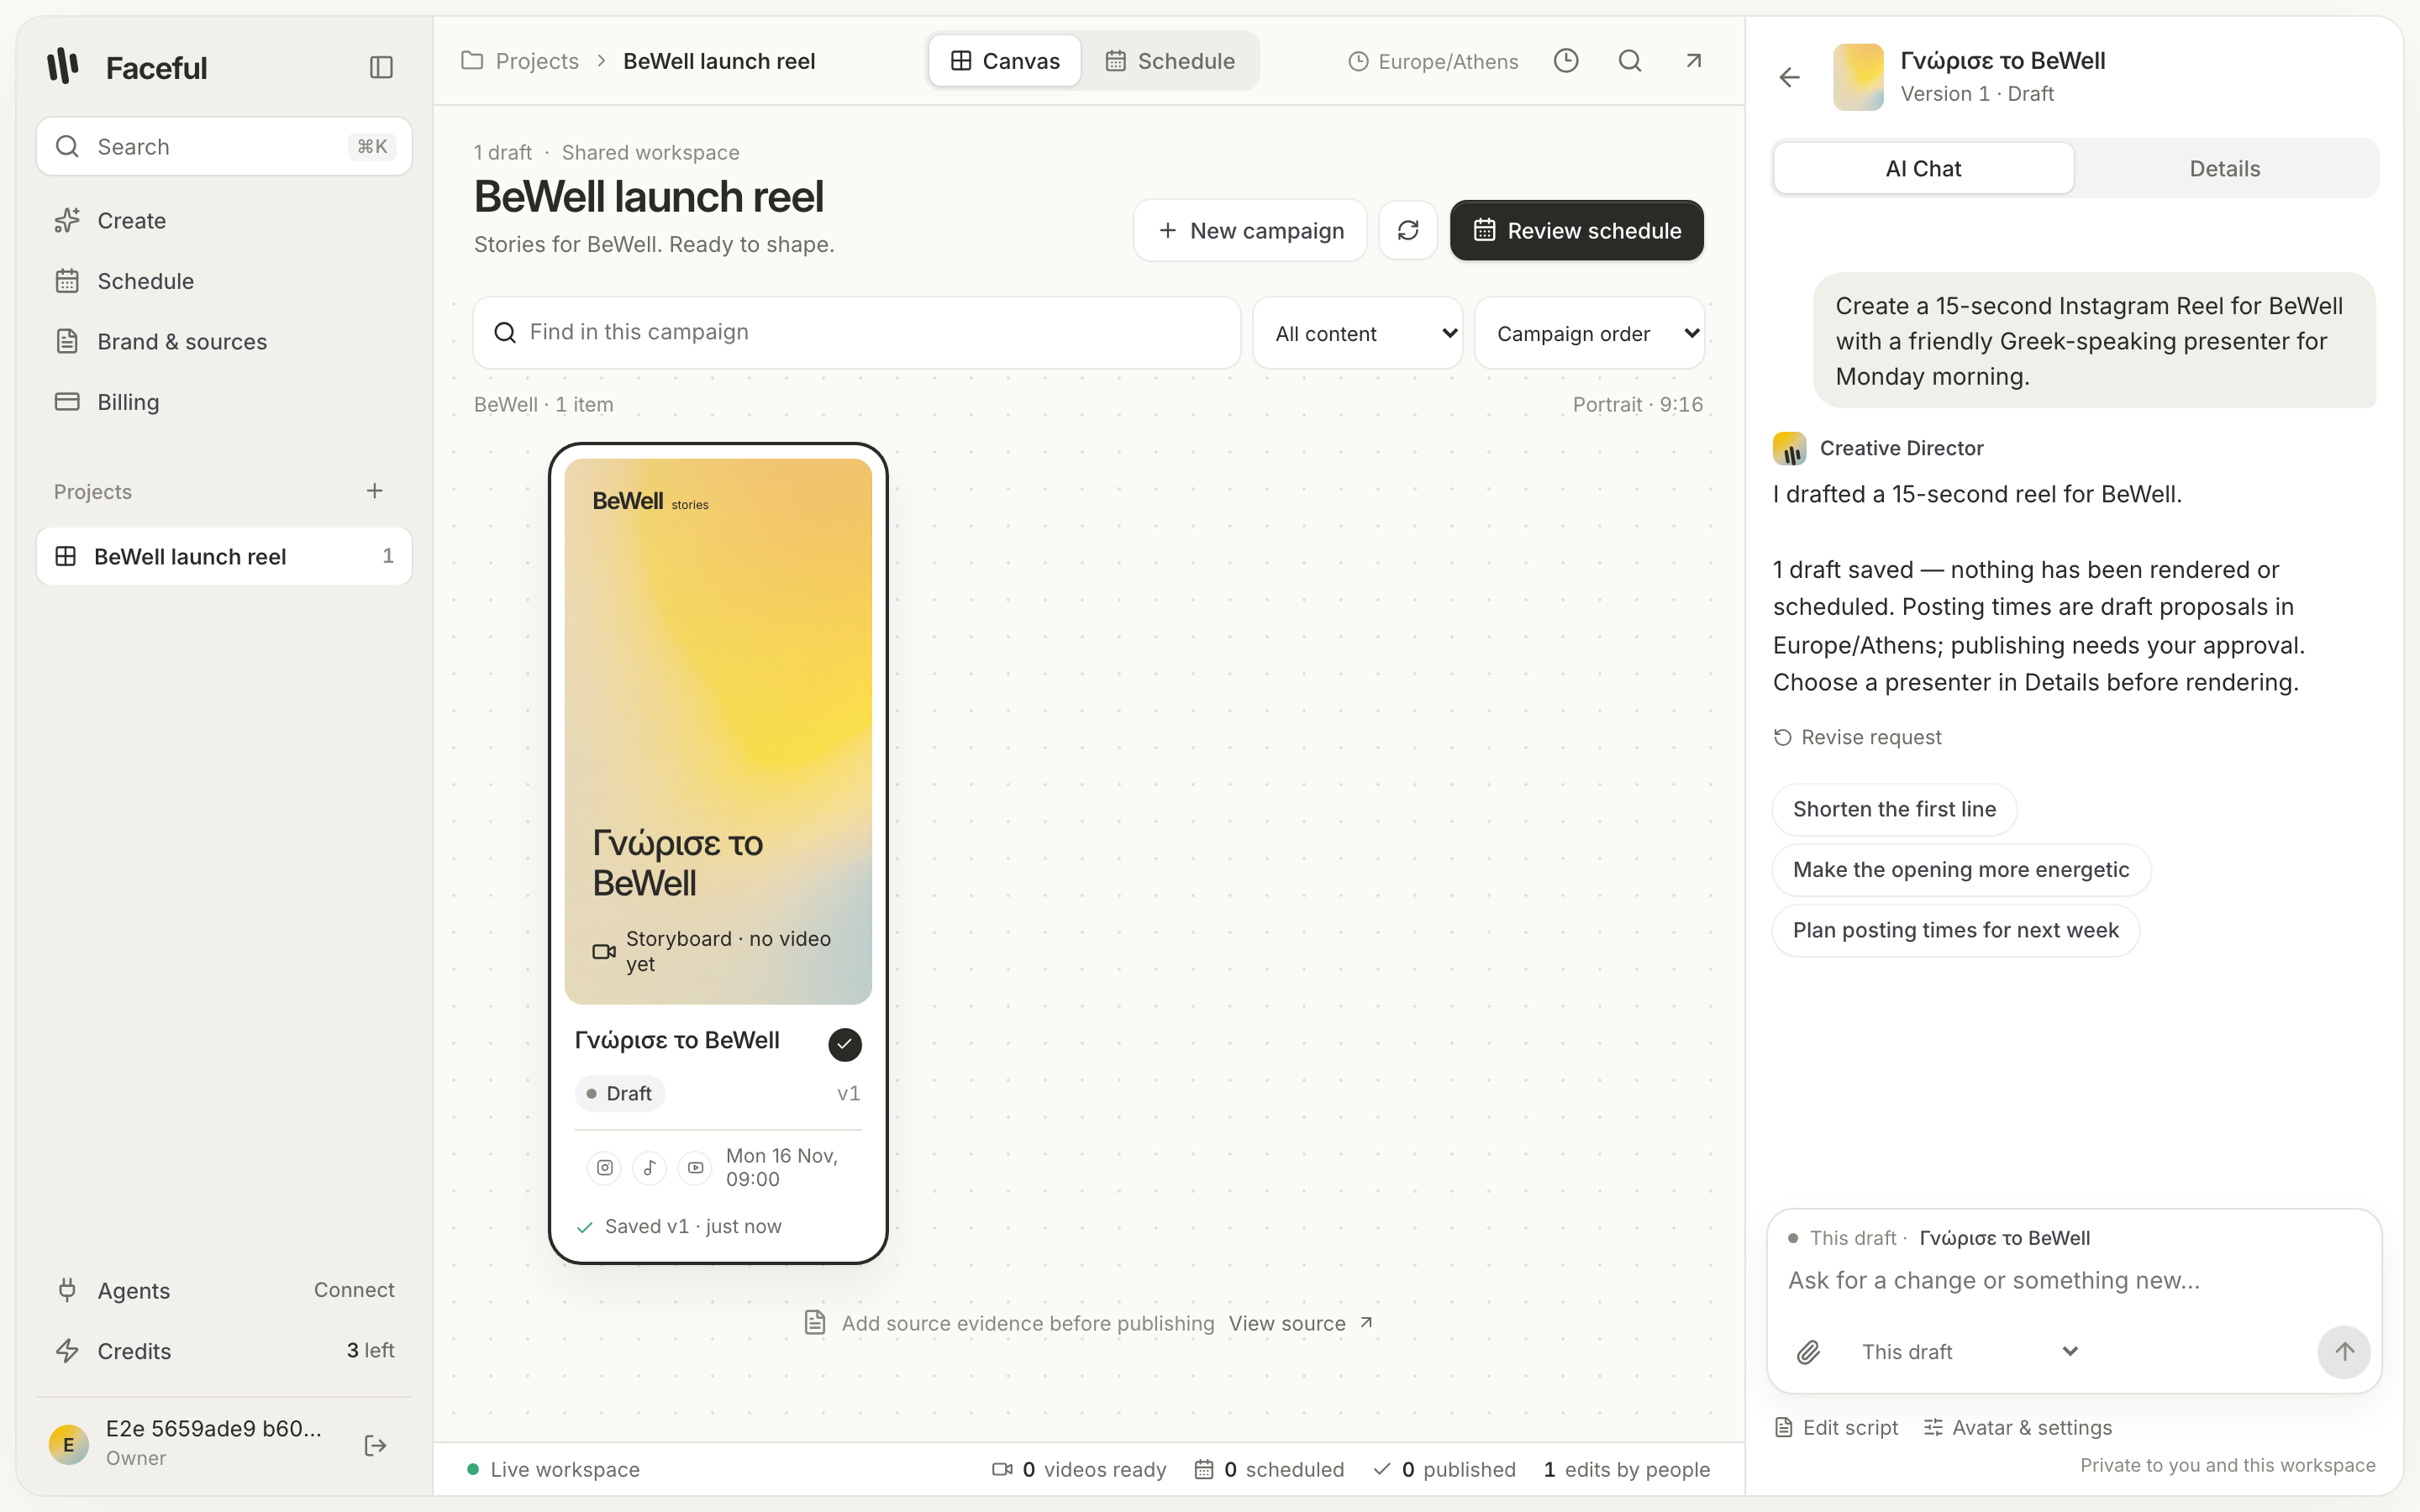 Faceful
Search ⌘K
Create
Schedule
Brand & sources
Billing
Projects
BeWell launch reel 1
Agents Connect
Credits 3 left
E
E2e 5659ade9 b60...
Owner
Projects > BeWell launch reel
Canvas
Schedule
Europe/Athens
1 draft · Shared workspace
BeWell launch reel
Stories for BeWell. Ready to shape.
+ New campaign
Review schedule
Find in this campaign
All content
Campaign order
BeWell · 1 item
Portrait · 9:16
BeWell stories
Γνώρισε το
BeWell
Storyboard · no video
yet
Γνώρισε το BeWell
Draft
v1
Mon 16 Nov,
09:00
Saved v1 · just now
Add source evidence before publishing View source
Live workspace
0 videos ready
0 scheduled
0 published
1 edits by people
Γνώρισε το BeWell
Version 1 · Draft
AI Chat
Details
Create a 15-second Instagram Reel for BeWell
with a friendly Greek-speaking presenter for
Monday morning.
Creative Director
I drafted a 15-second reel for BeWell.
1 draft saved — nothing has been rendered or
scheduled. Posting times are draft proposals in
Europe/Athens; publishing needs your approval.
Choose a presenter in Details before rendering.
Revise request
Shorten the first line
Make the opening more energetic
Plan posting times for next week
This draft · Γνώρισε το BeWell
Ask for a change or something new...
This draft
Edit script
Avatar & settings
Private to you and this workspace